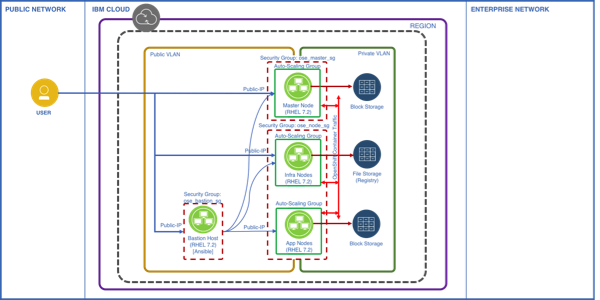 PUBLIC NETWORK
IBM CLOUD
ENTERPRISE NETWORK
REGION
Public VLAN
Private VLAN
Security Group: ose_master_sg
Auto-Scaling Group
Public-IP
Master Node
(RHEL 7.2)
Block Storage
USER
Security Group: ose_node_sg
Auto-Scaling Group
Public-IP
Infra Nodes
(RHEL 7.2)
File Storage
(Registry)
OpenShift/Container Traffic
Security Group:
ose_bastion_sg
Public-IP
Bastion Host
(RHEL 7.2)
[Ansible]
Auto-Scaling Group
Public-IP
App Nodes
(RHEL 7.2)
Block Storage